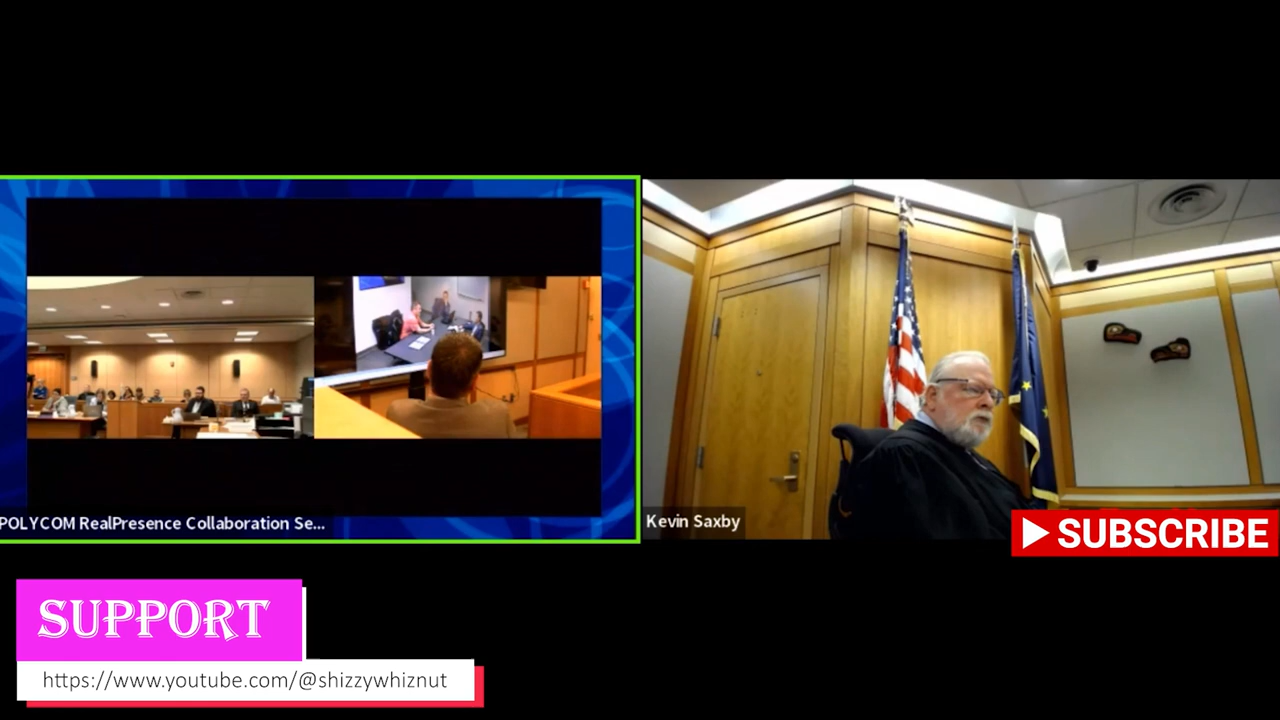 POLYCOM RealPresence Collaboration Se...
Kevin Saxby
SUBSCRIBE
SUPPORT
https://www.youtube.com/@shizzywhiznut